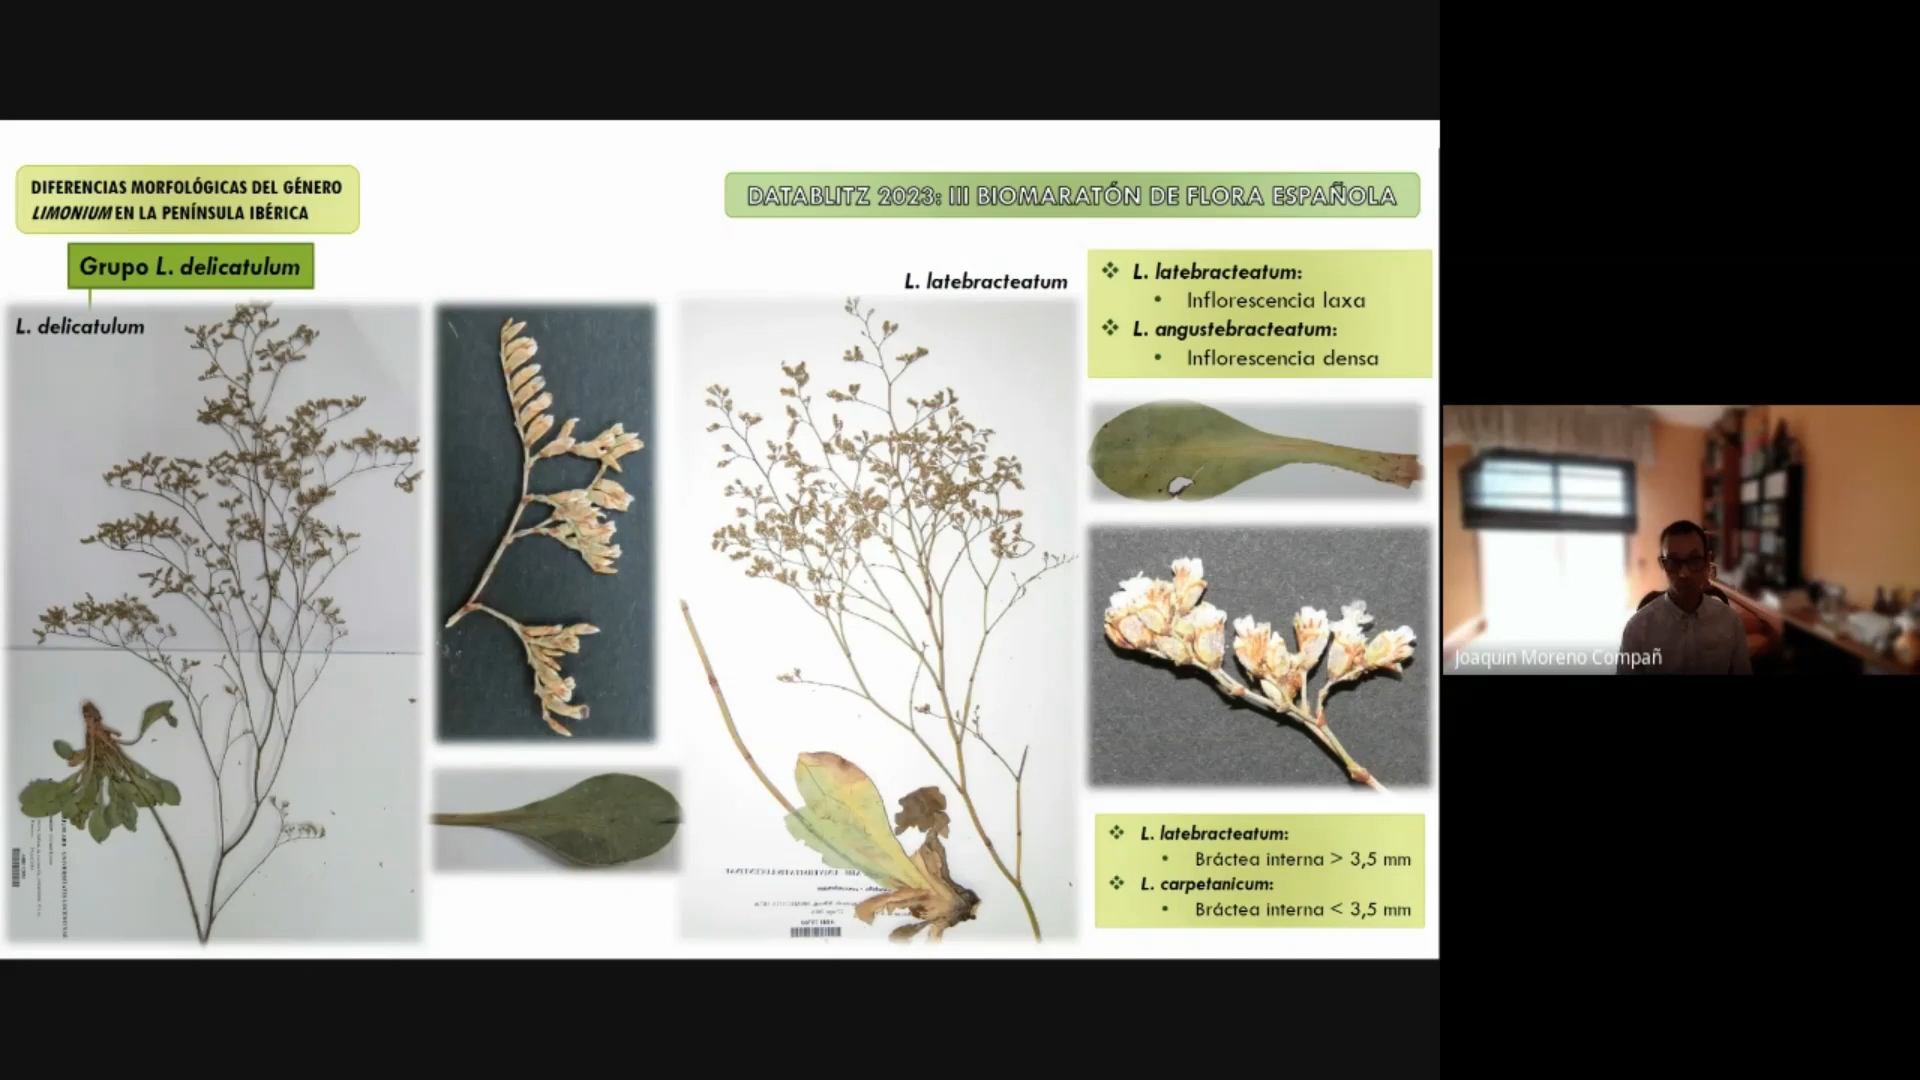 DIFERENCIAS MORFOLÓGICAS DEL GÉNERO
LIMONIUM EN LA PENÍNSULA IBÉRICA
DATABLITZ 2023: III BIOMARATÓN DE FLORA ESPAÑOLA
Grupo L. delicatulum
L. delicatulum
L. latebracteatum
❖ L. latebracteatum:
• Inflorescencia laxa
❖ L. angustebracteatum:
• Inflorescencia densa
❖ L. latebracteatum:
• Bráctea interna > 3,5 mm
❖ L. carpetanicum:
• Bráctea interna < 3,5 mm
Joaquin Moreno Compañ